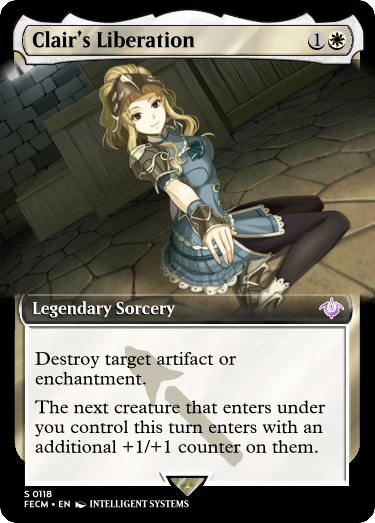 Clair's Liberation 1
Legendary Sorcery
Destroy target artifact or
enchantment.
The next creature that enters under
you control this turn enters with an
additional +1/+1 counter on them.
S 0118
FECM • EN INTELLIGENT SYSTEMS